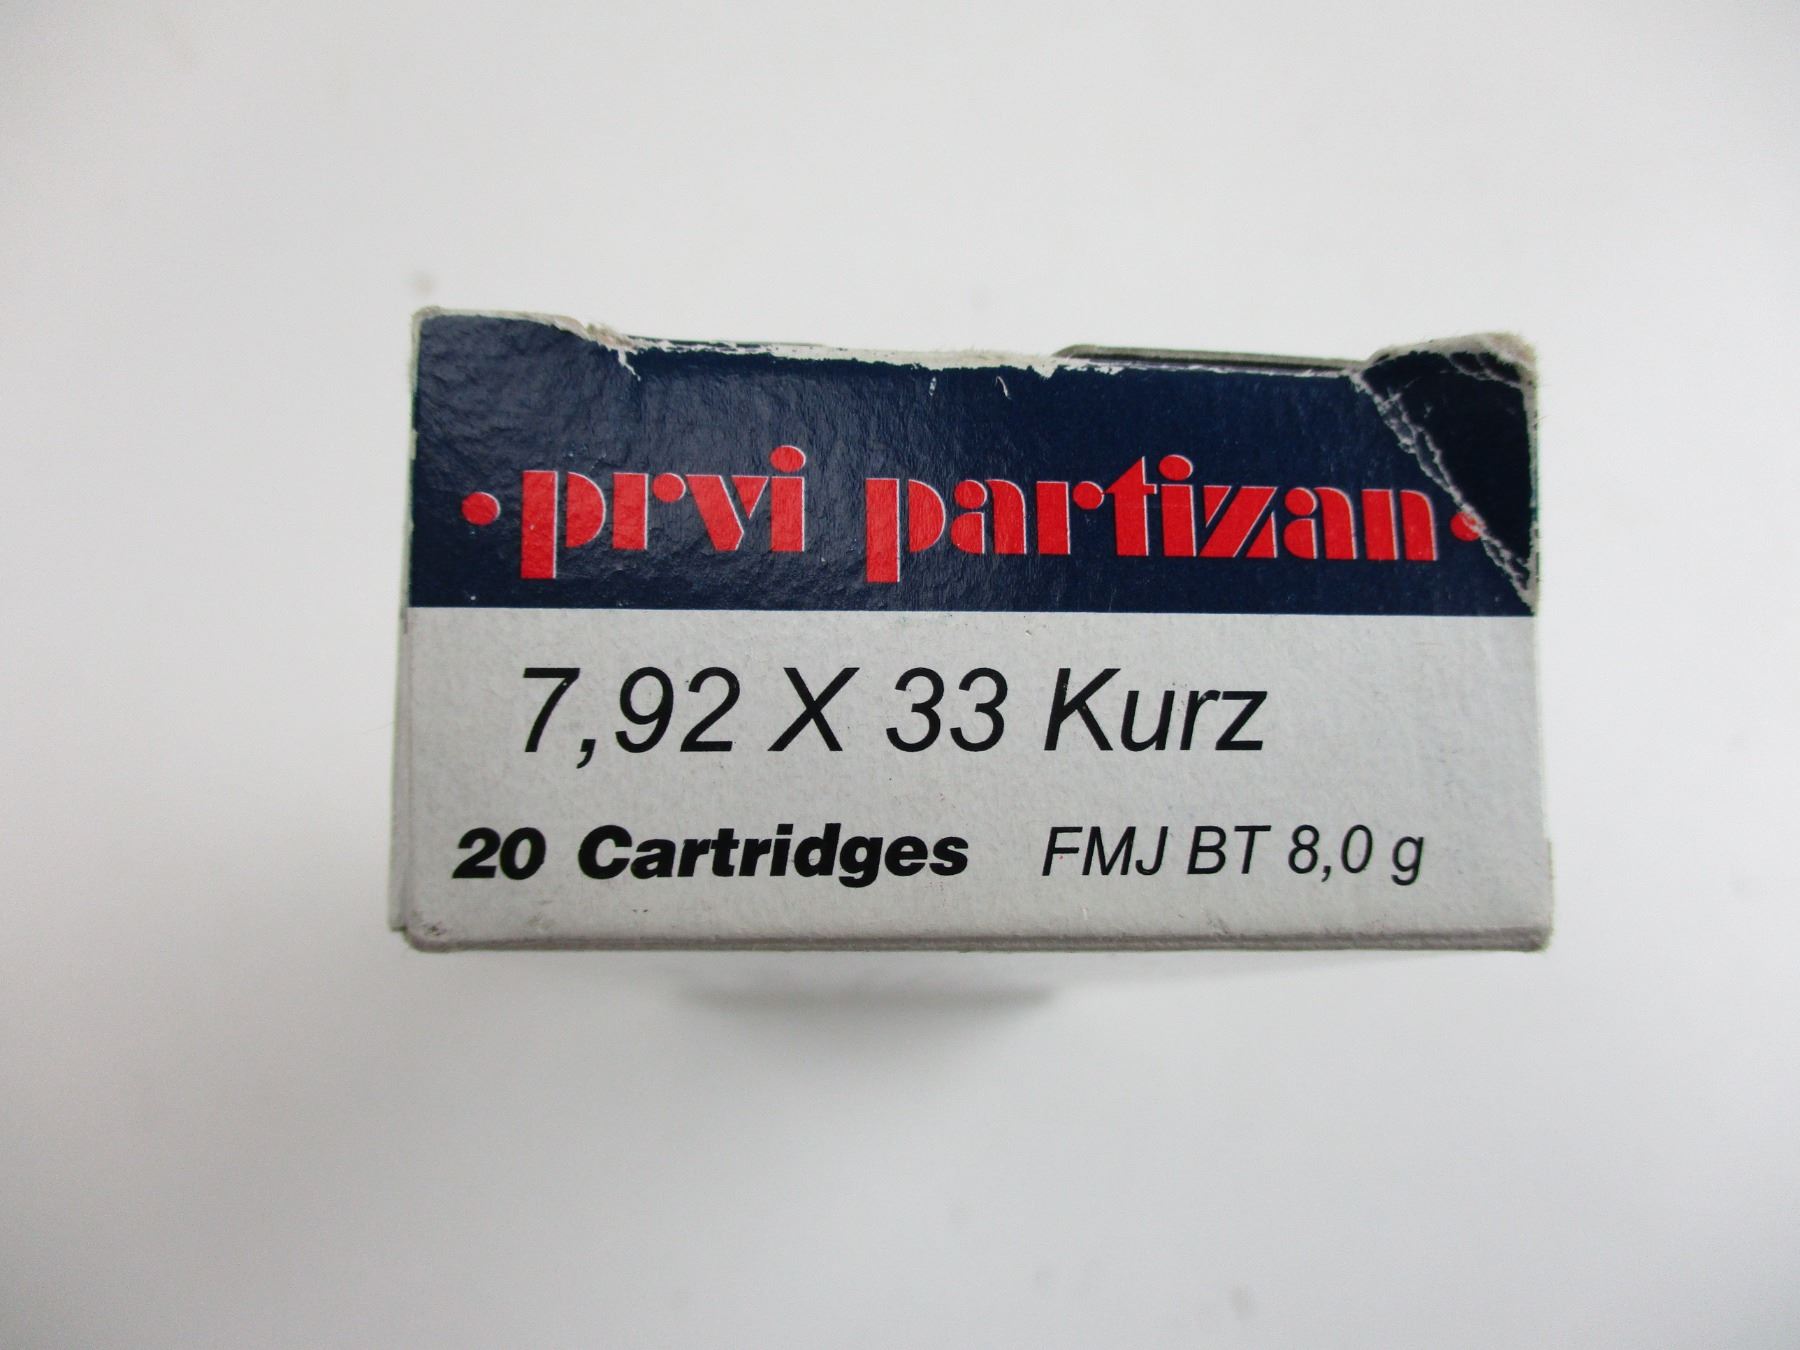 • prvi partizan •
7,92 X 33 Kurz
20 Cartridges FMJ BT 8,0 g